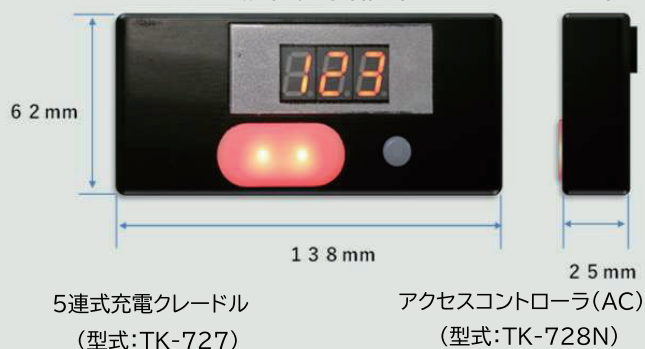 123
62mm
138mm
25mm
5連式充電クレードル
(型式:TK-727)
アクセスコントローラ(AC)
(型式:TK-728N)